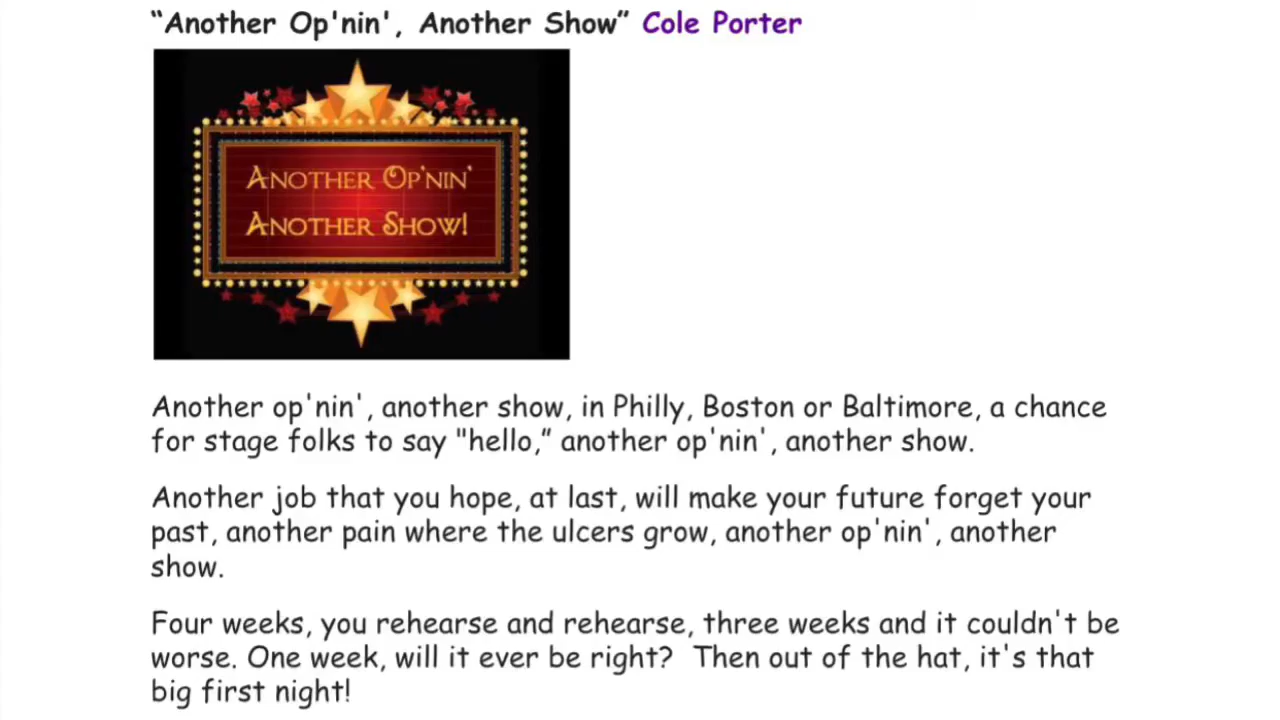 “Another Op'nin', Another Show” Cole Porter
ANOTHER OP'NIN'
ANOTHER SHOW!
Another op'nin', another show, in Philly, Boston or Baltimore, a chance
for stage folks to say "hello,” another op'nin', another show.
Another job that you hope, at last, will make your future forget your
past, another pain where the ulcers grow, another op'nin', another
show.
Four weeks, you rehearse and rehearse, three weeks and it couldn't be
worse. One week, will it ever be right?  Then out of the hat, it's that
big first night!